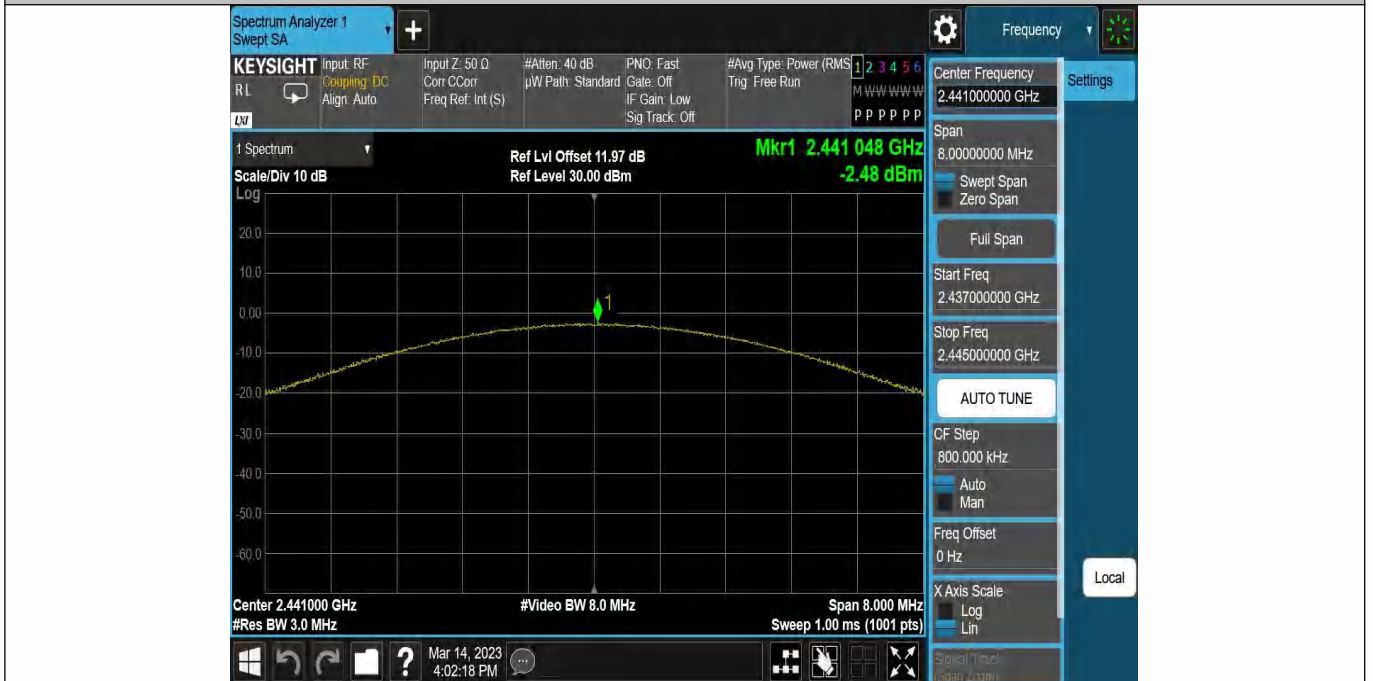 Spectrum Analyzer 1
Swept SA
Frequency
KEYSIGHT
RL
LXI
Input: RF
Coupling: DC
Align: Auto
Input Z: 50 Ω
Corr CCorr
Freq Ref: Int (S)
#Atten: 40 dB
µW Path: Standard
PNO: Fast
Gate: Off
IF Gain: Low
Sig Track: Off
#Avg Type: Power (RMS
Trig: Free Run
1 2 3 4 5 6
M W W W W W
P P P P P P
Center Frequency
2.441000000 GHz
Settings
Span
8.00000000 MHz
Swept Span
Zero Span
Full Span
Start Freq
2.437000000 GHz
Stop Freq
2.445000000 GHz
AUTO TUNE
CF Step
800.000 kHz
Auto
Man
Freq Offset
0 Hz
X Axis Scale
Log
Lin
Signal Track
(Span Zoom)
Local
1 Spectrum
Scale/Div 10 dB
Ref Lvl Offset 11.97 dB
Ref Level 30.00 dBm
Mkr1 2.441 048 GHz
-2.48 dBm
Log
20.0
10.0
0.00
-10.0
-20.0
-30.0
-40.0
-50.0
-60.0
1
Center 2.441000 GHz
#Res BW 3.0 MHz
#Video BW 8.0 MHz
Span 8.000 MHz
Sweep 1.00 ms (1001 pts)
Mar 14, 2023
4:02:18 PM